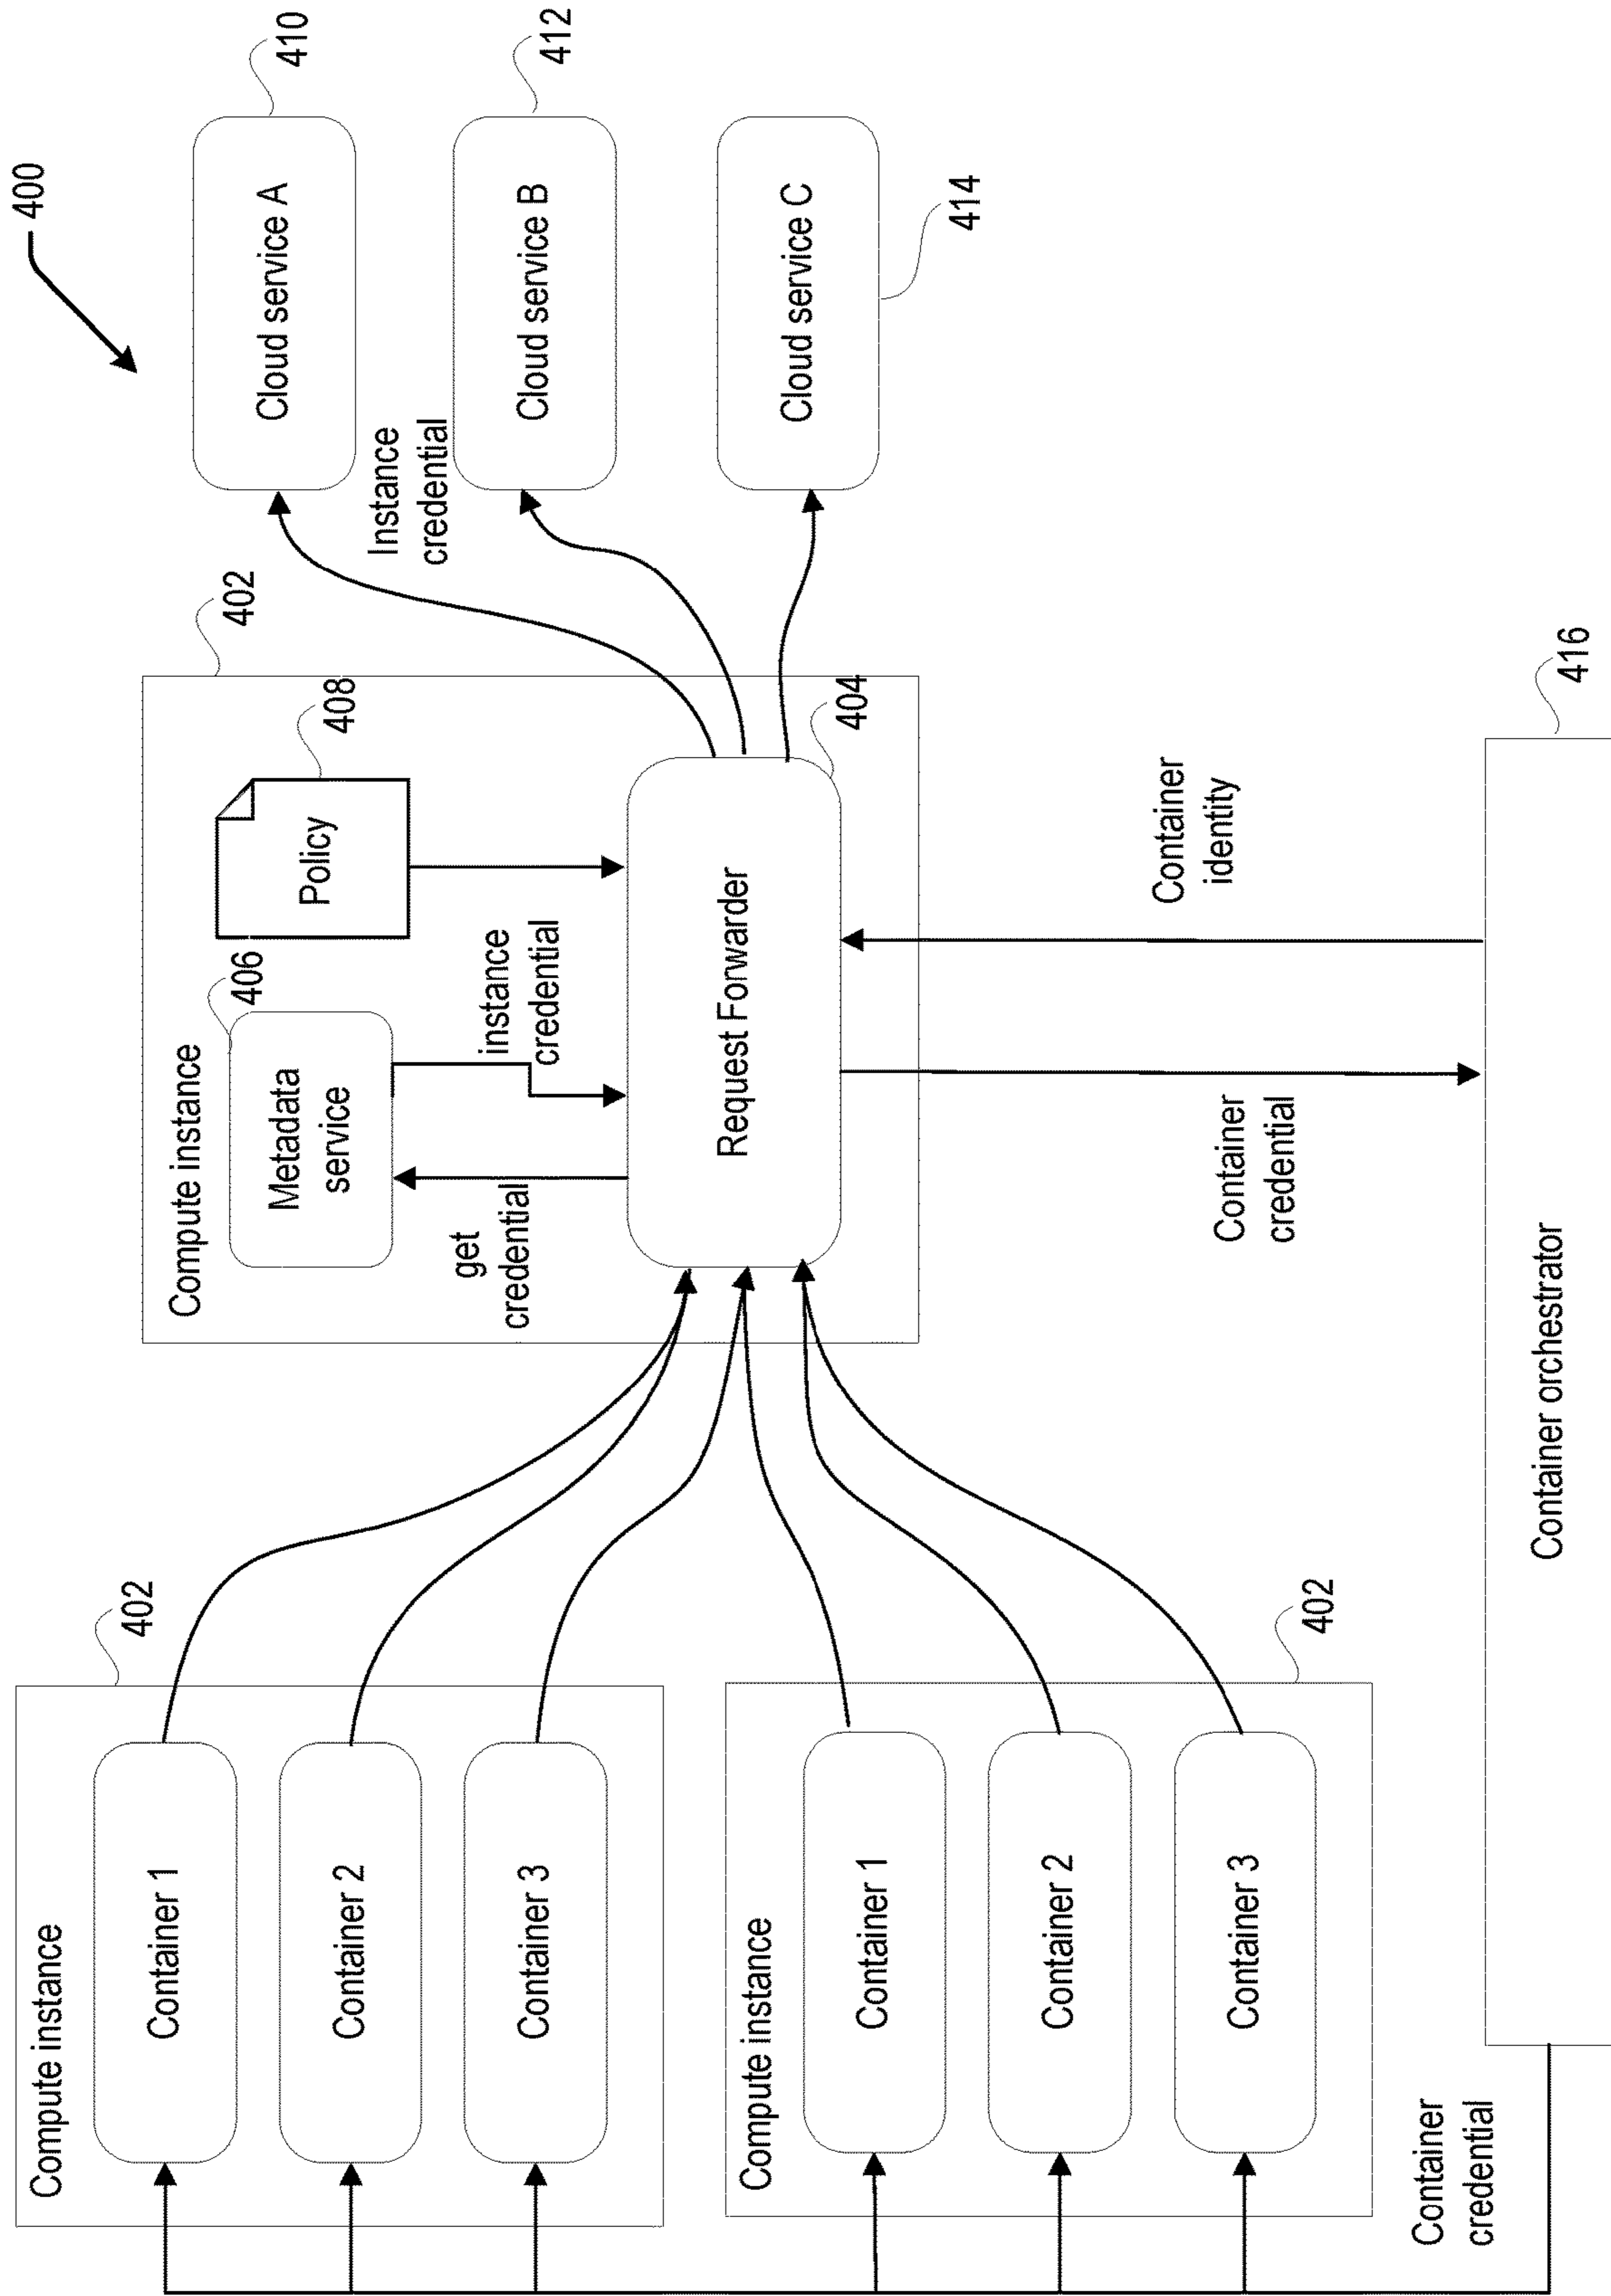 400
Compute instance
402
Container 1
Container 2
Container 3
Compute instance
402
Container 1
Container 2
Container 3
Container
credential
Compute instance
402
Metadata
service
406
Policy
408
get
credential
instance
credential
Request Forwarder
404
Instance
credential
Cloud service A
410
Cloud service B
412
Cloud service C
414
Container
credential
Container
identity
Container orchestrator
416